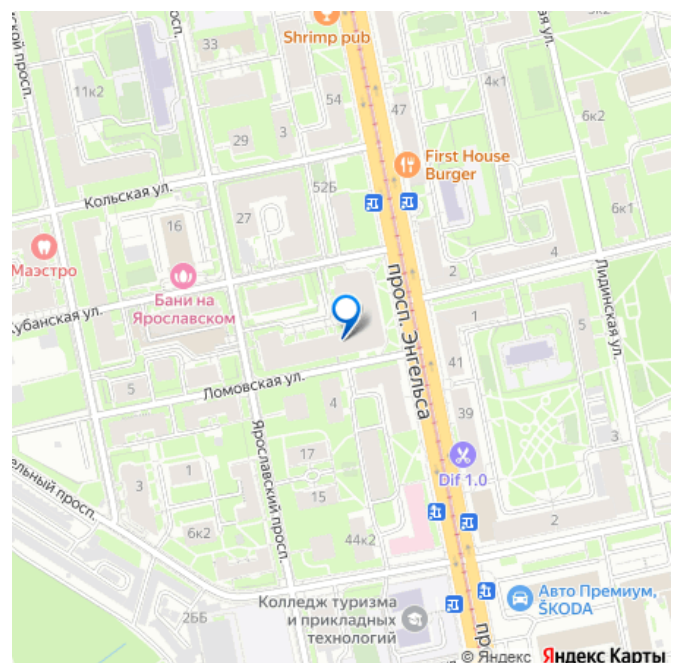 Shrimp pub
33
11к2
54
47
4к1
6к2
29
3
First House
Burger
Кольская ул.
52Б
27
16
6к1
Маэстро
2
4
просп. Энгельса
Лидинская ул.
Бани на
Ярославском
Кубанская ул.
1
5
41
Ломовская ул.
5
4
39
Ярославский просп.
3
17
Dif 1.0
1
3
15
2
6к2
44к2
2ББ
Колледж туризма
и прикладных
технологий
Авто Премиум,
ŠKODA
© Яндекс Яндекс Карты